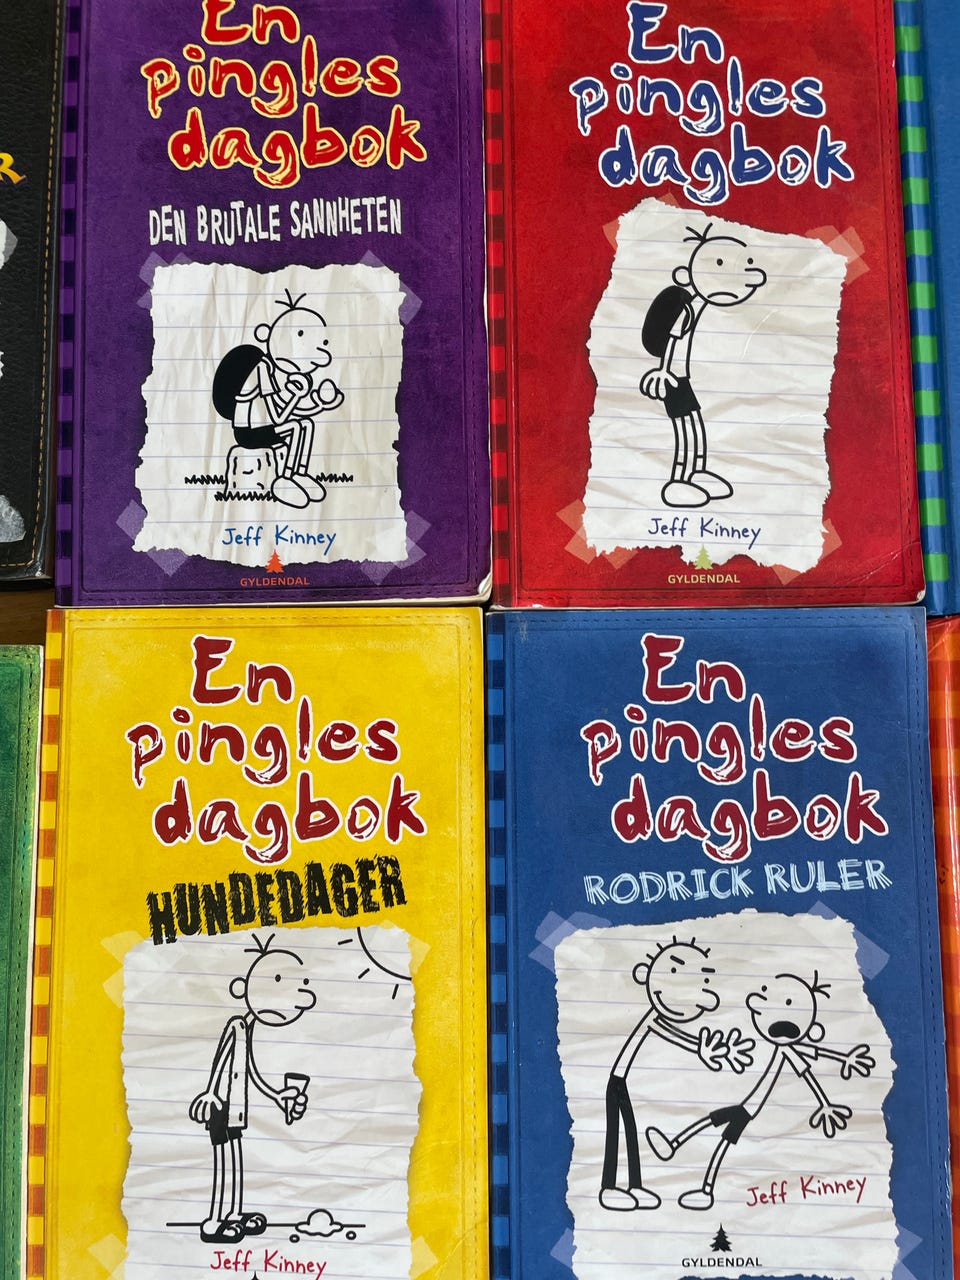 En
pingles
dagbok
DEN BRUTALE SANNHETEN
Jeff Kinney
GYLDENDAL
En
pingles
dagbok
Jeff Kinney
GYLDENDAL
En
pingles
dagbok
HUNDEDAGER
Jeff Kinney
En
pingles
dagbok
RODRICK RULER
Jeff Kinney
GYLDENDAL